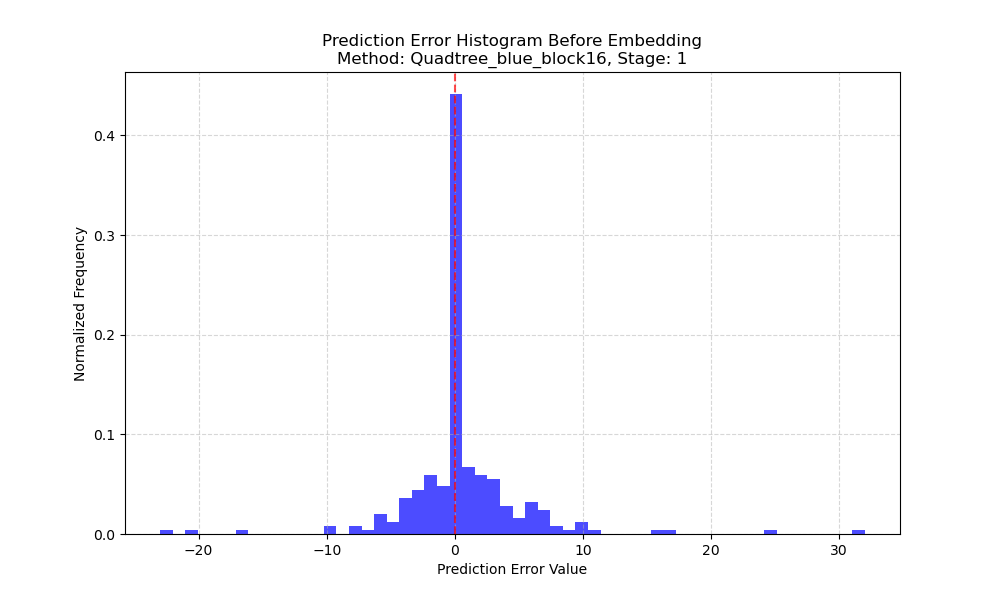 Prediction Error Histogram Before Embedding
Method: Quadtree_blue_block16, Stage: 1
Normalized Frequency
0.4
0.3
0.2
0.1
0.0
−20
−10
0
10
20
30
Prediction Error Value